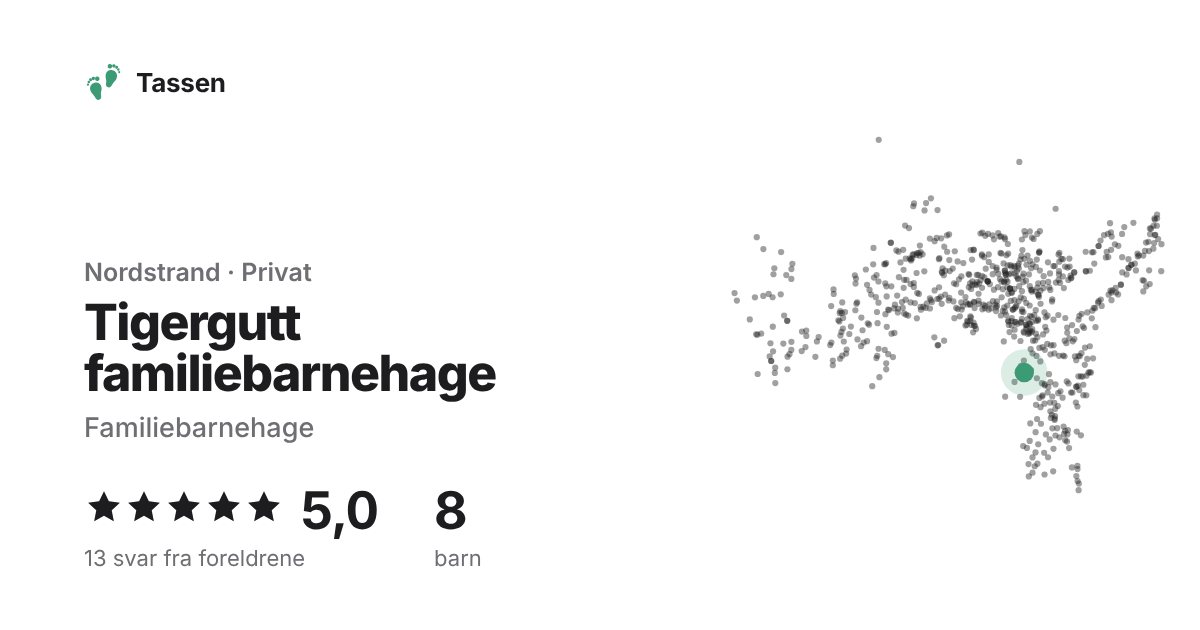 Tassen
Nordstrand · Privat
Tigergutt
familiebarnehage
Familiebarnehage
5,0
8
13 svar fra foreldrene
barn